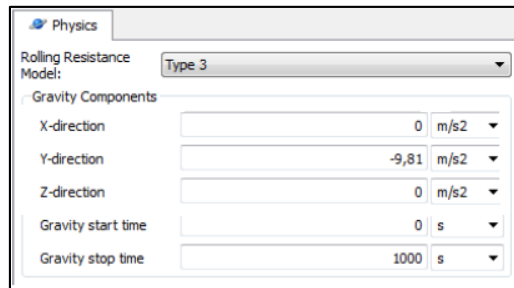 Physics
Rolling Resistance
Model: Type 3
Gravity Components
X-direction 0 m/s2
Y-direction -9,81 m/s2
Z-direction 0 m/s2
Gravity start time 0 s
Gravity stop time 1000 s